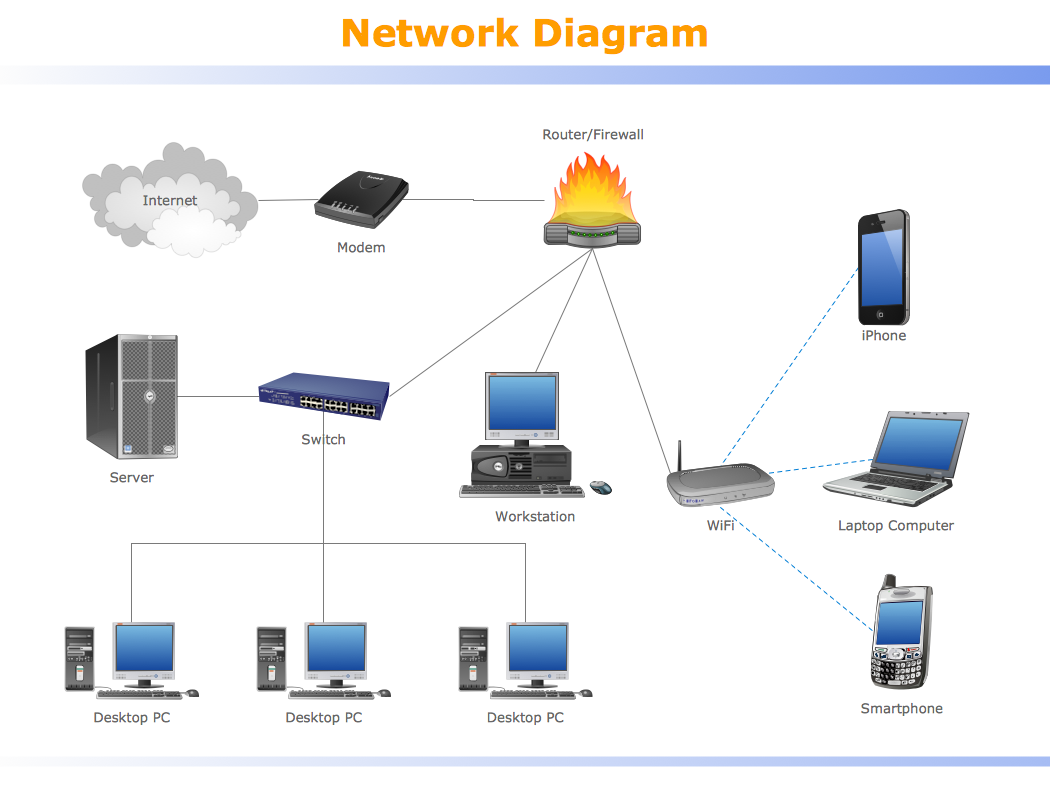 Network Diagram
Router/Firewall
Internet
Modem
iPhone
Switch
Server
Workstation
WiFi
Laptop Computer
Smartphone
Desktop PC
Desktop PC
Desktop PC